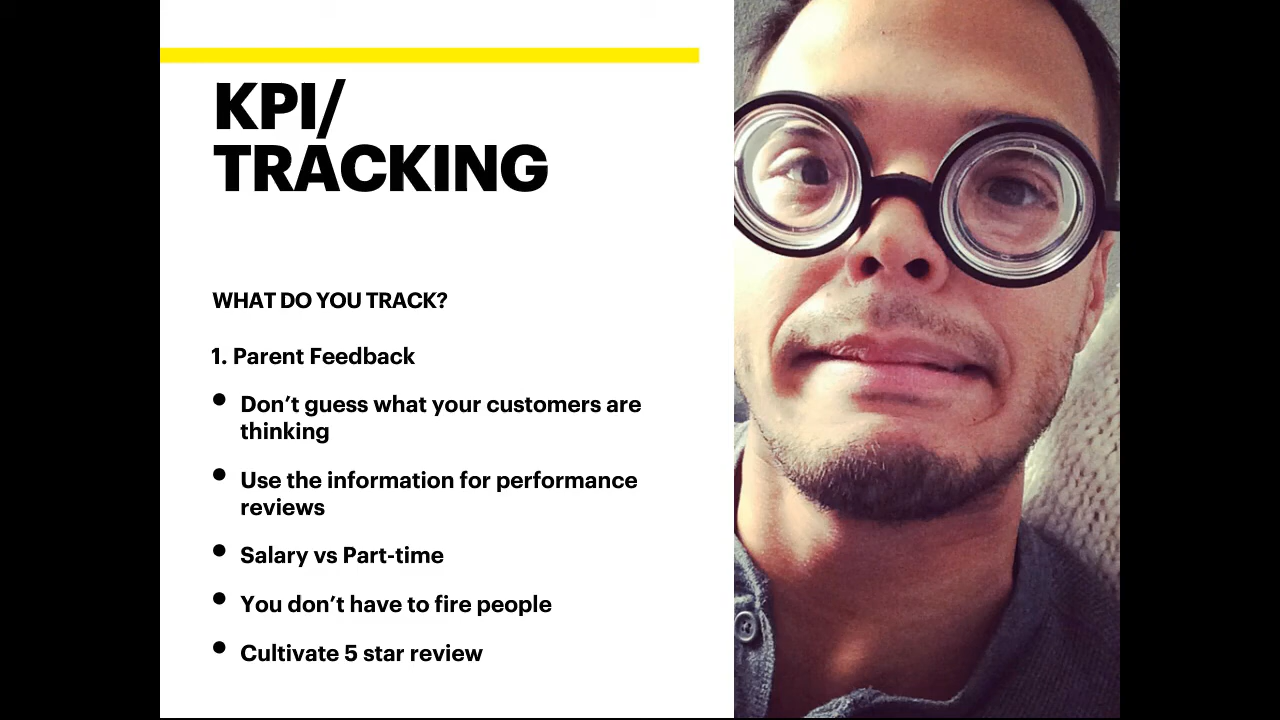 KPI/
TRACKING
WHAT DO YOU TRACK?
1. Parent Feedback
• Don’t guess what your customers are
thinking
• Use the information for performance
reviews
• Salary vs Part-time
• You don’t have to fire people
• Cultivate 5 star review